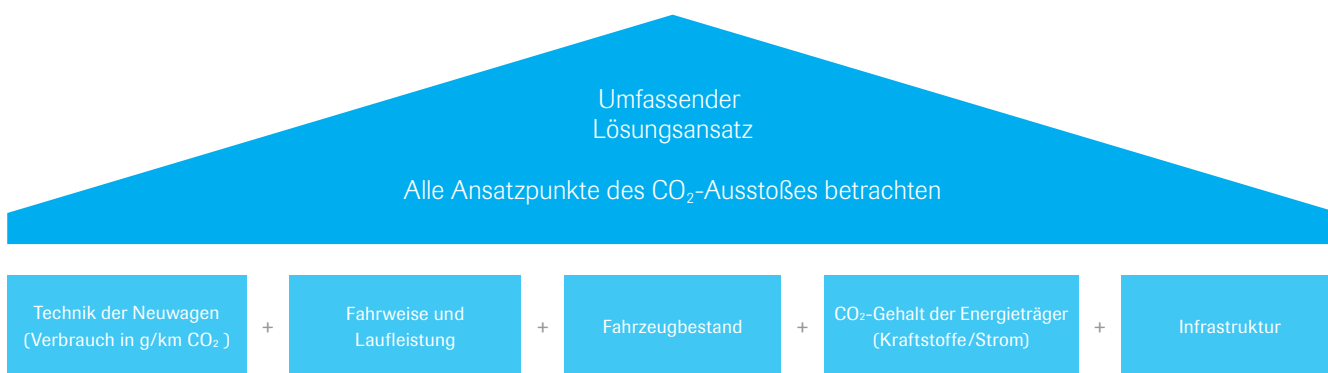 Umfassender
Lösungsansatz
Alle Ansatzpunkte des CO₂-Ausstoßes betrachten
Technik der Neuwagen
(Verbrauch in g/km CO₂ )
+
Fahrweise und
Laufleistung
+
Fahrzeugbestand
+
CO₂-Gehalt der Energieträger
(Kraftstoffe/Strom)
+
Infrastruktur